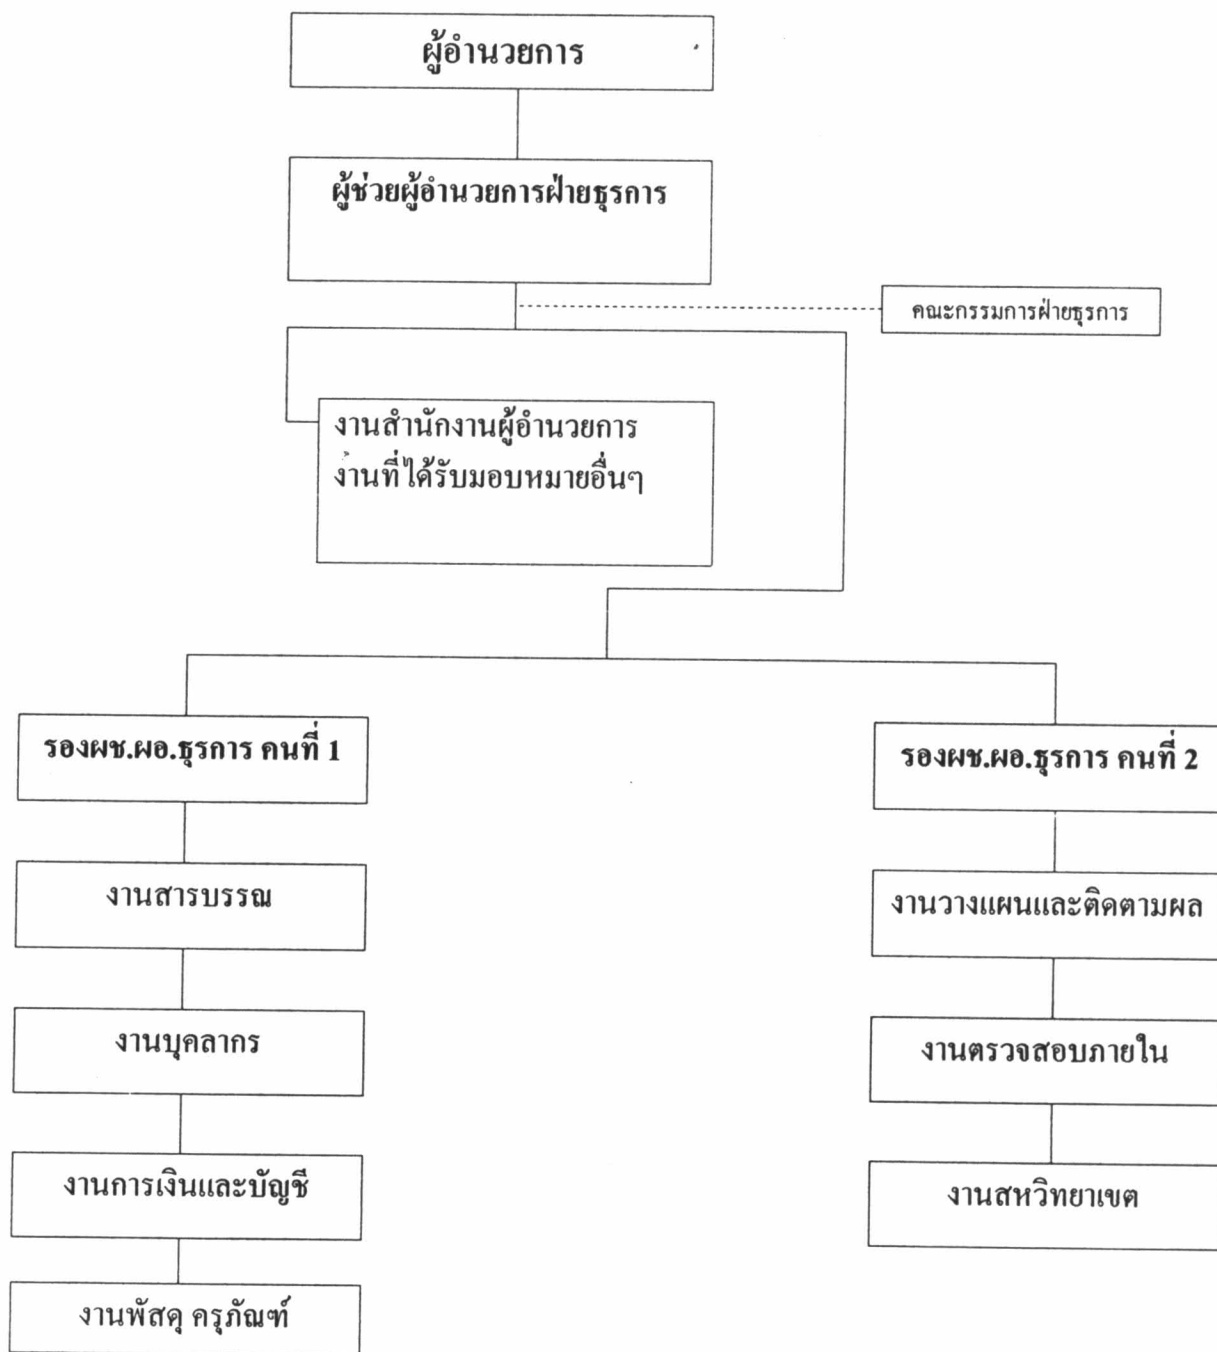 ผู้อำนวยการ
ผู้ช่วยผู้อำนวยการฝ่ายธุรการ
คณะกรรมการฝ่ายธุรการ
งานสำนักงานผู้อำนวยการ
งานที่ได้รับมอบหมายอื่นๆ
รองผช.ผอ.ธุรการ คนที่ 1
รองผช.ผอ.ธุรการ คนที่ 2
งานสารบรรณ
งานวางแผนและติดตามผล
งานบุคลากร
งานตรวจสอบภายใน
งานการเงินและบัญชี
งานสหวิทยาเขต
งานพัสดุ ครุภัณฑ์